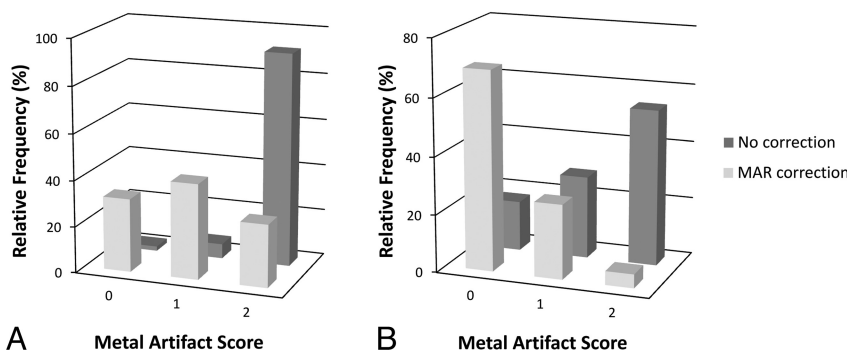 100
80
60
40
20
0
Relative Frequency (%)
0
1
2
Metal Artifact Score
A
80
60
40
20
0
Relative Frequency (%)
0
1
2
Metal Artifact Score
B
No correction
MAR correction